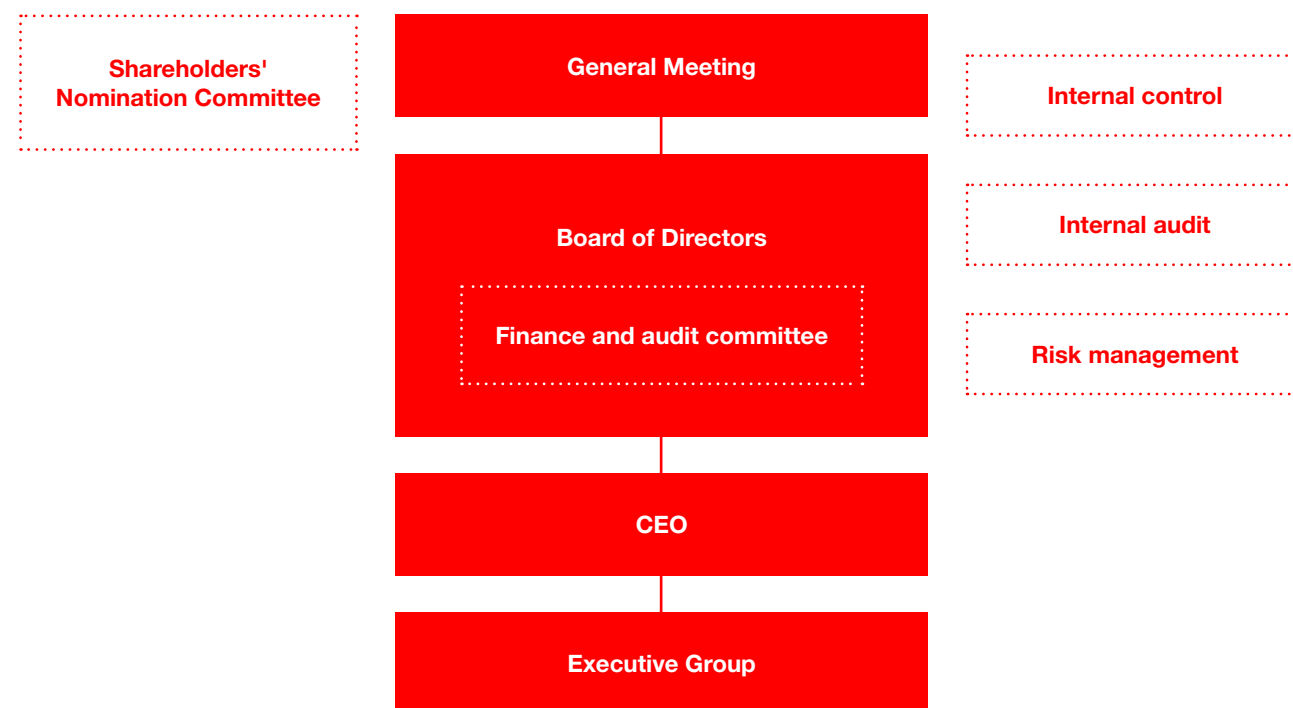 Shareholders'
Nomination Committee
General Meeting
Internal control
Board of Directors
Internal audit
Finance and audit committee
Risk management
CEO
Executive Group